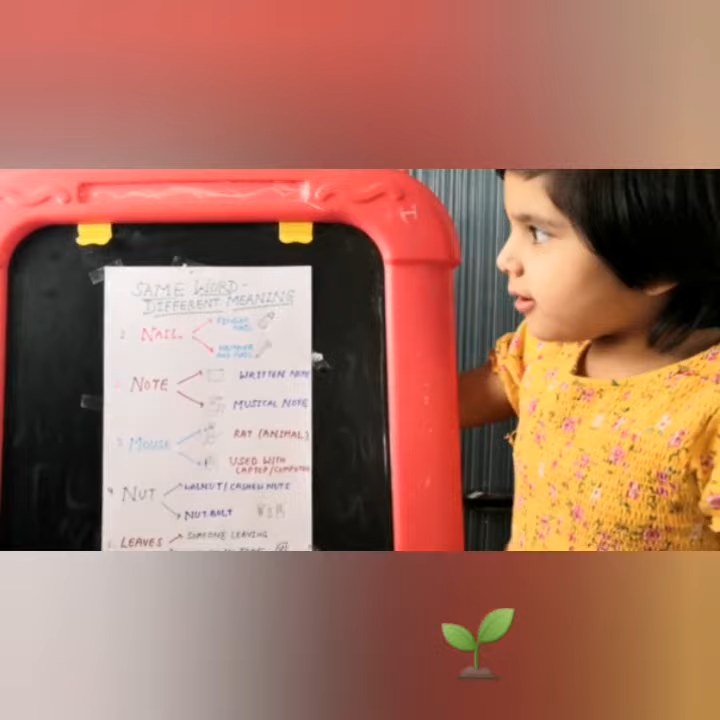 SAME WORD-
DIFFERENT MEANING
NAIL
FINGER NAIL
HAMMER AND NAIL
2 NOTE
WRITTEN NOTE
MUSICAL NOTE
3 MOUSE
RAT (ANIMAL)
USED WITH
LAPTOP/COMPUTER
4 NUT
WALNUT/CASHEW NUTS
NUT-BOLT
5. LEAVES
SOMEONE LEAVING